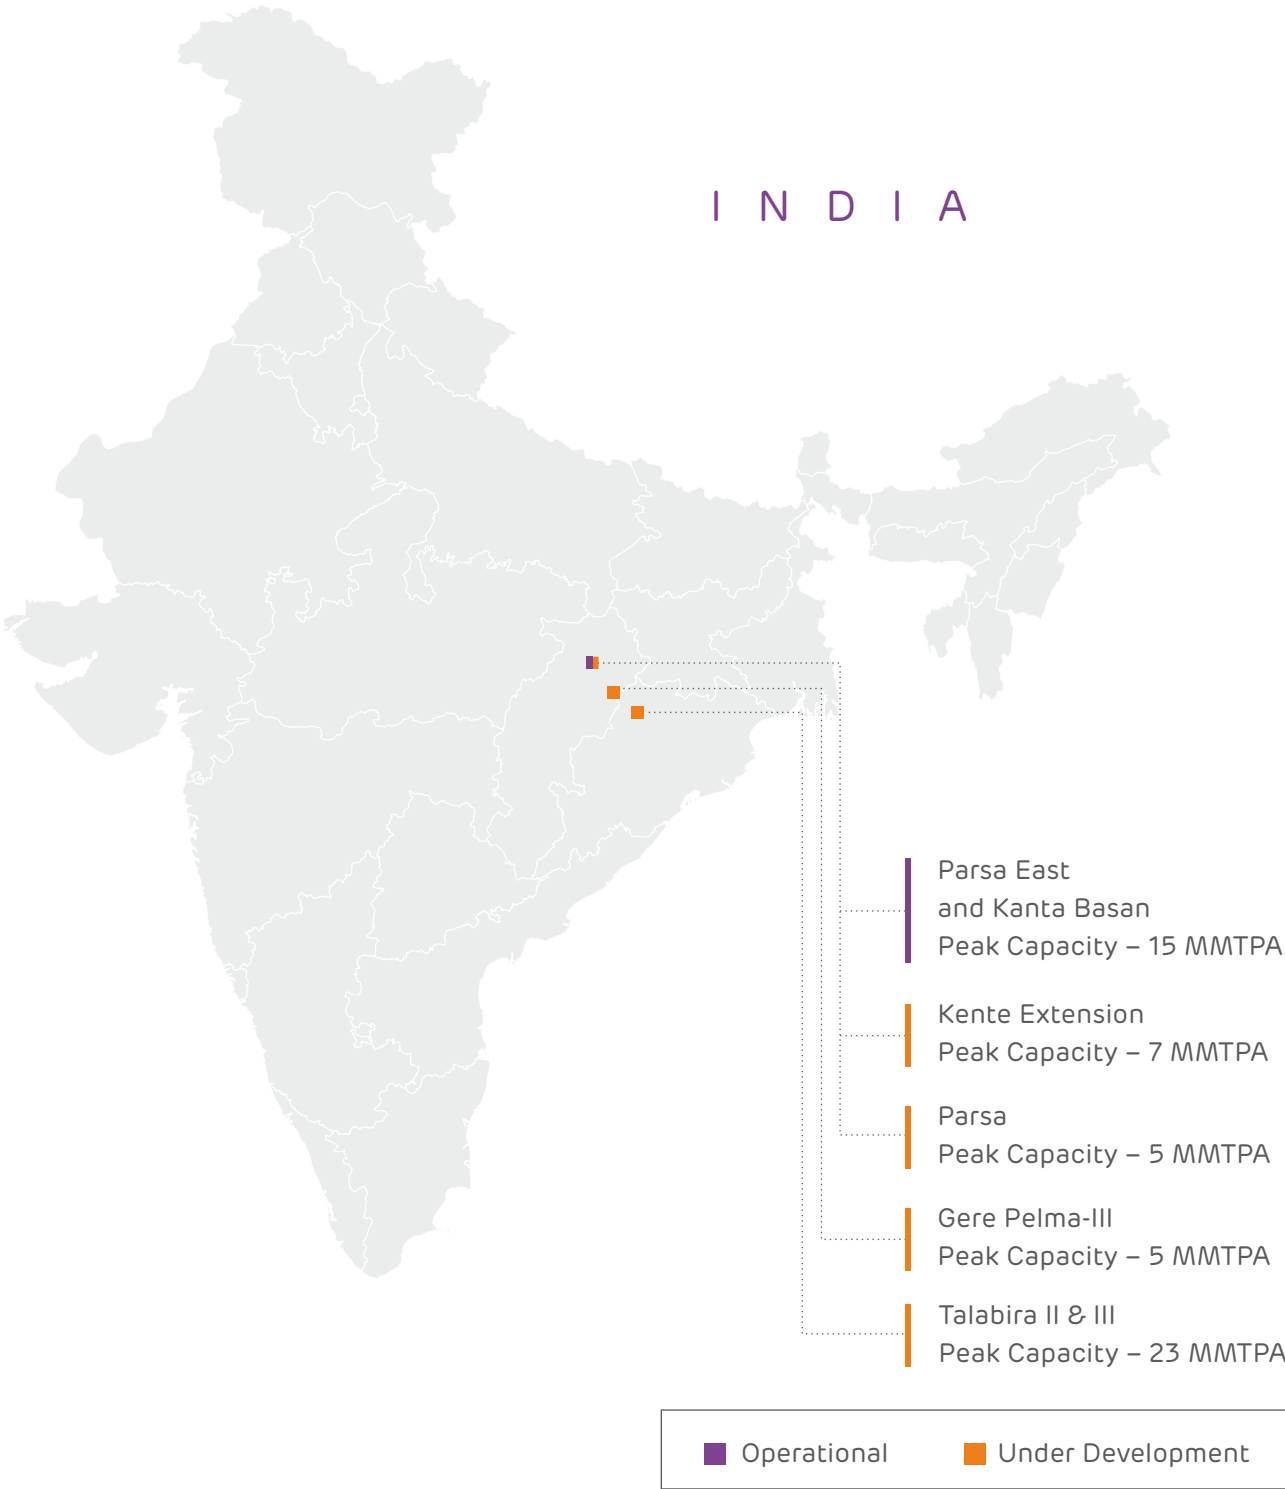 INDIA
Parsa East
and Kanta Basan
Peak Capacity – 15 MMTPA
Kente Extension
Peak Capacity – 7 MMTPA
Parsa
Peak Capacity – 5 MMTPA
Gere Pelma-III
Peak Capacity – 5 MMTPA
Talabira II & III
Peak Capacity – 23 MMTPA
Operational
Under Development